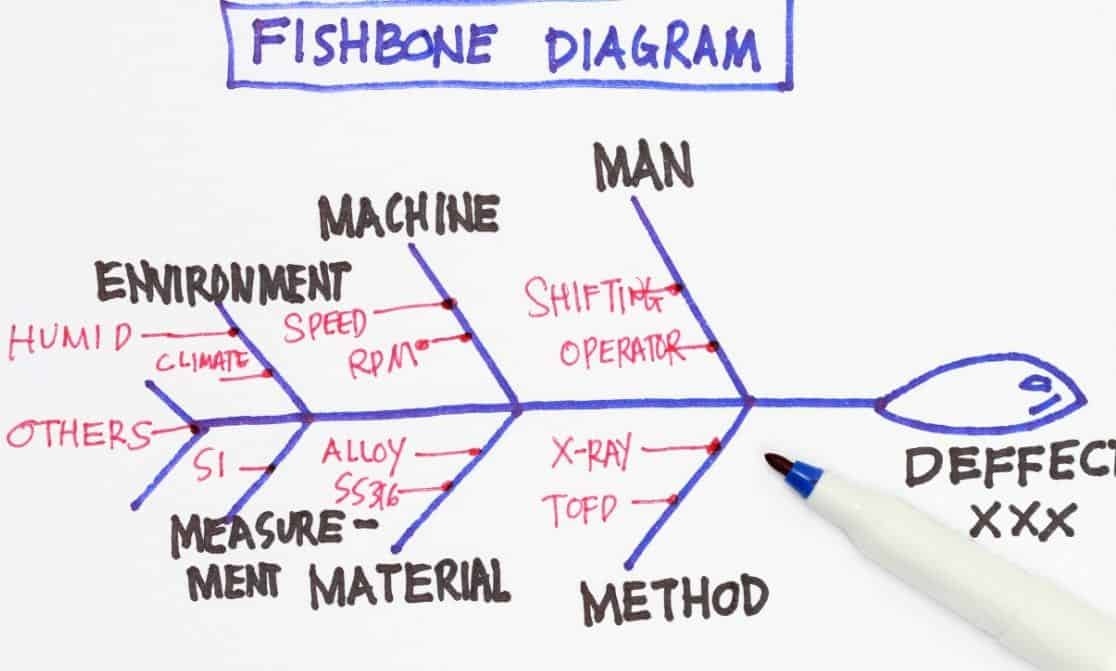 FISHBONE DIAGRAM
MAN
MACHINE
ENVIRONMENT
HUMID
CLIMATE
SPEED
RPM
SHIFTING
OPERATOR
OTHERS
SI
ALLOY
SS316
X-RAY
TOFD
DEFFECT
XXX
MEASURE-
MENT
MATERIAL
METHOD